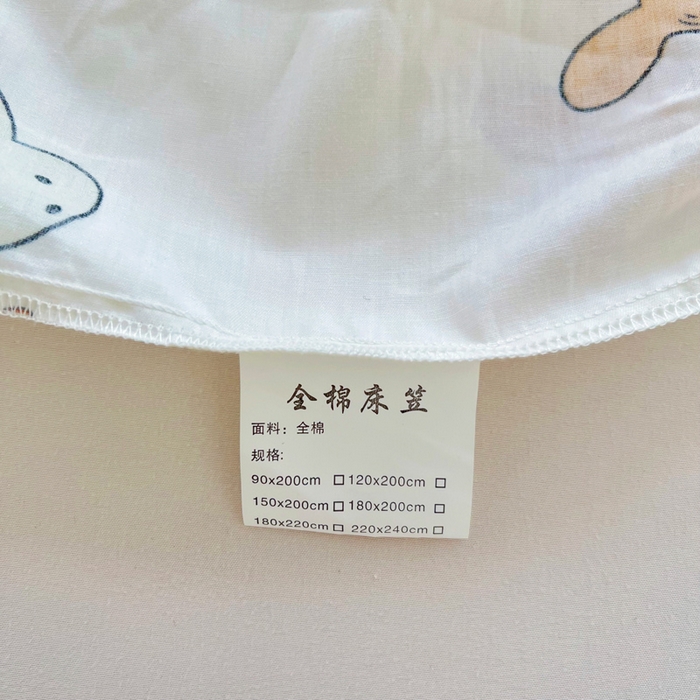 全棉床笠
面料：全棉
规格:
90x200cm □ 120x200cm □
150x200cm □ 180x200cm □
180x220cm □ 220x240cm □